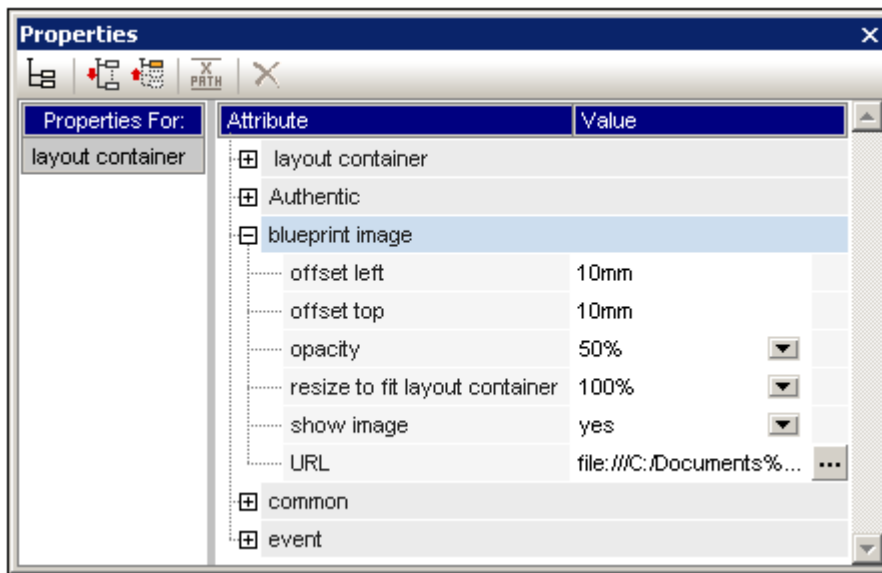 Properties
X
PATH
Properties For: Attribute Value
layout container layout container
Authentic
blueprint image
offset left 10mm
offset top 10mm
opacity 50%
resize to fit layout container 100%
show image yes
URL file:///C:/Documents%... ...
common
event